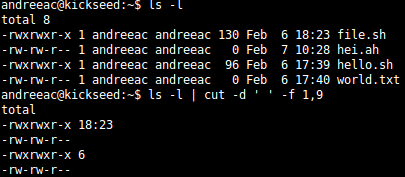 andreeac@kickseed:~$ ls -l
total 8
-rwxrwxr-x 1 andreeac andreeac 130 Feb  6 18:23 file.sh
-rw-rw-r-- 1 andreeac andreeac   0 Feb  7 10:28 hei.ah
-rwxrwxr-x 1 andreeac andreeac  96 Feb  6 17:39 hello.sh
-rw-rw-r-- 1 andreeac andreeac   0 Feb  6 17:40 world.txt
andreeac@kickseed:~$ ls -l | cut -d ' ' -f 1,9
total
-rwxrwxr-x 18:23
-rw-rw-r--
-rwxrwxr-x 6
-rw-rw-r--